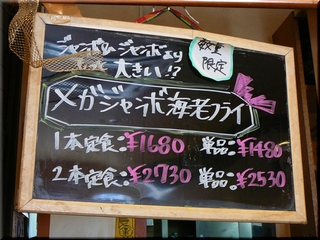 ジャンボ&ジャンボより
大きい!?
数量
限定
メガジャンボ海老フライ
1本定食:¥1680 単品:¥1480
2本定食:¥2730 単品:¥2530